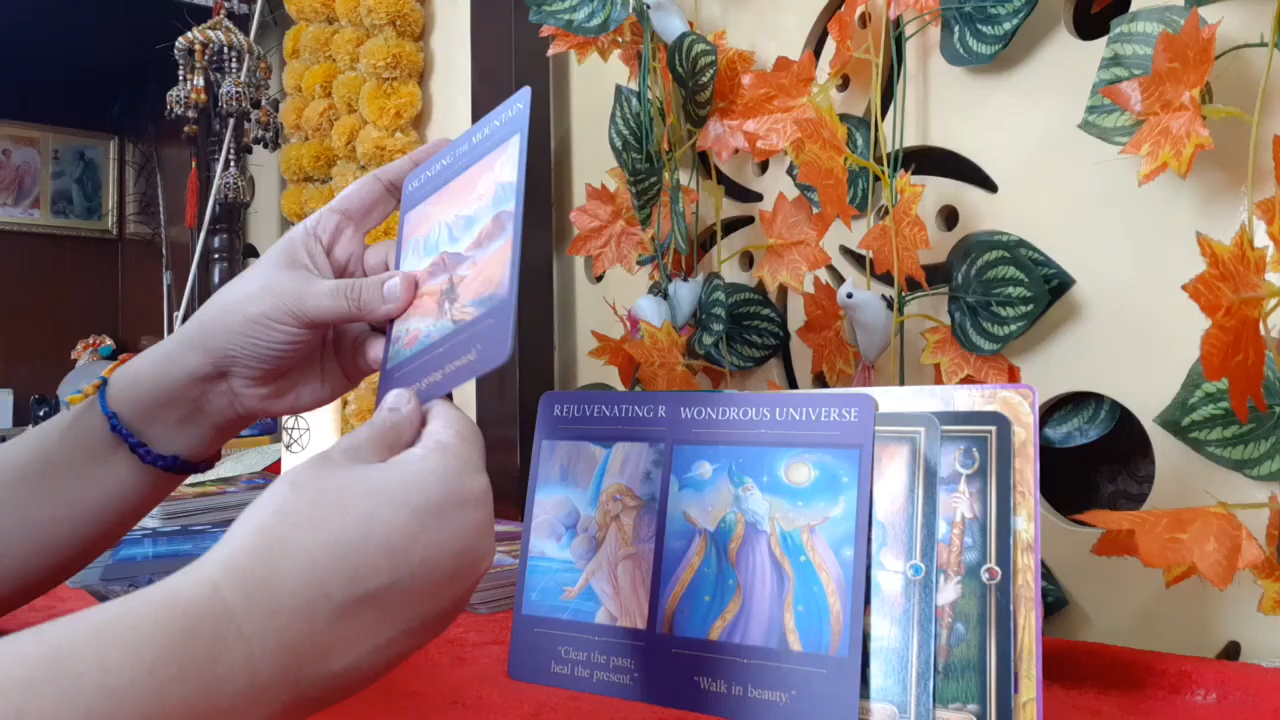 ASCENDING THE MOUNTAIN
REJUVENATING R
WONDROUS UNIVERSE
"Clear the past;
heal the present."
"Walk in beauty."